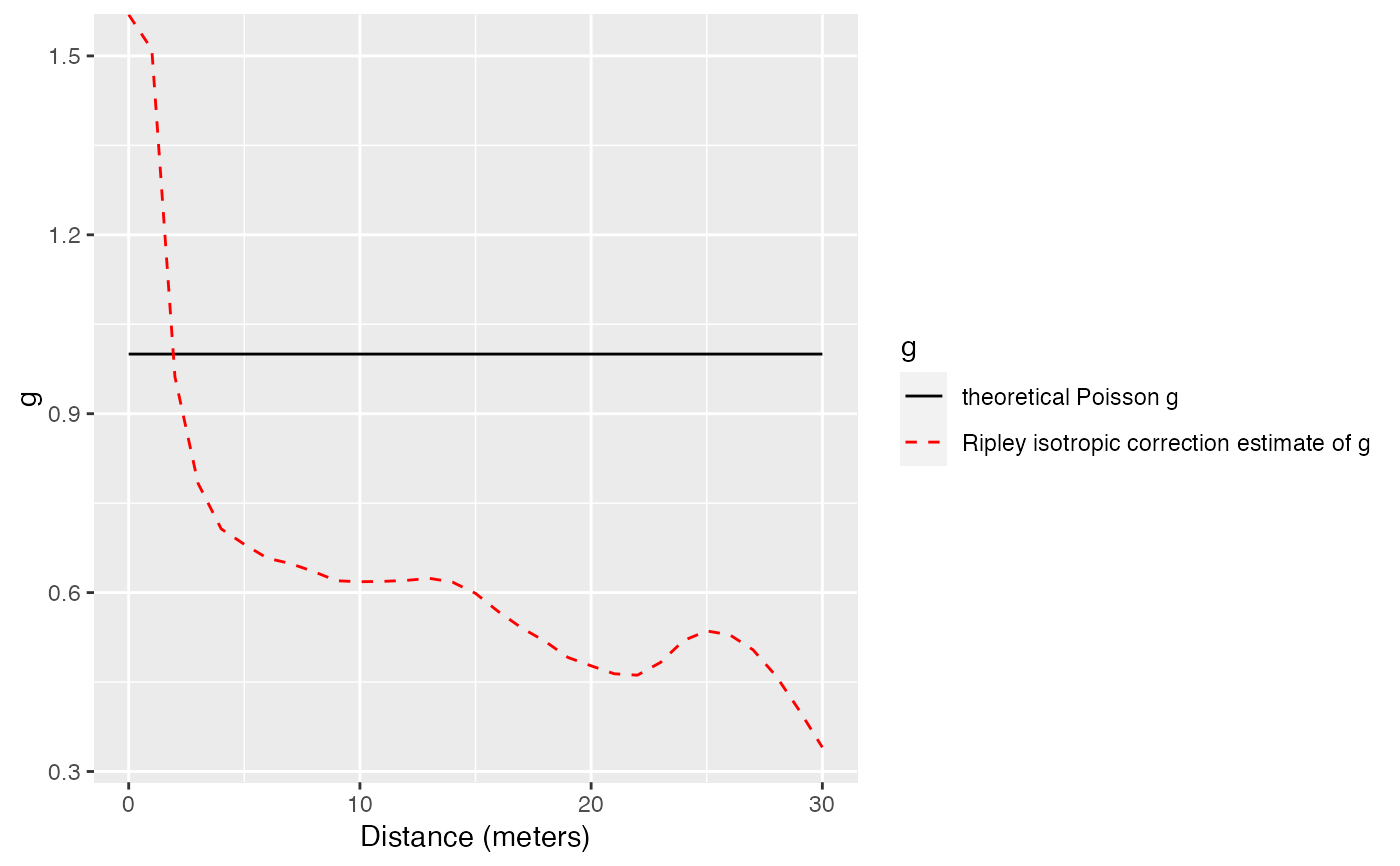 1.5
1.2
0.9
0.6
0.3
g
0
10
20
30
Distance (meters)
g
theoretical Poisson g
Ripley isotropic correction estimate of g